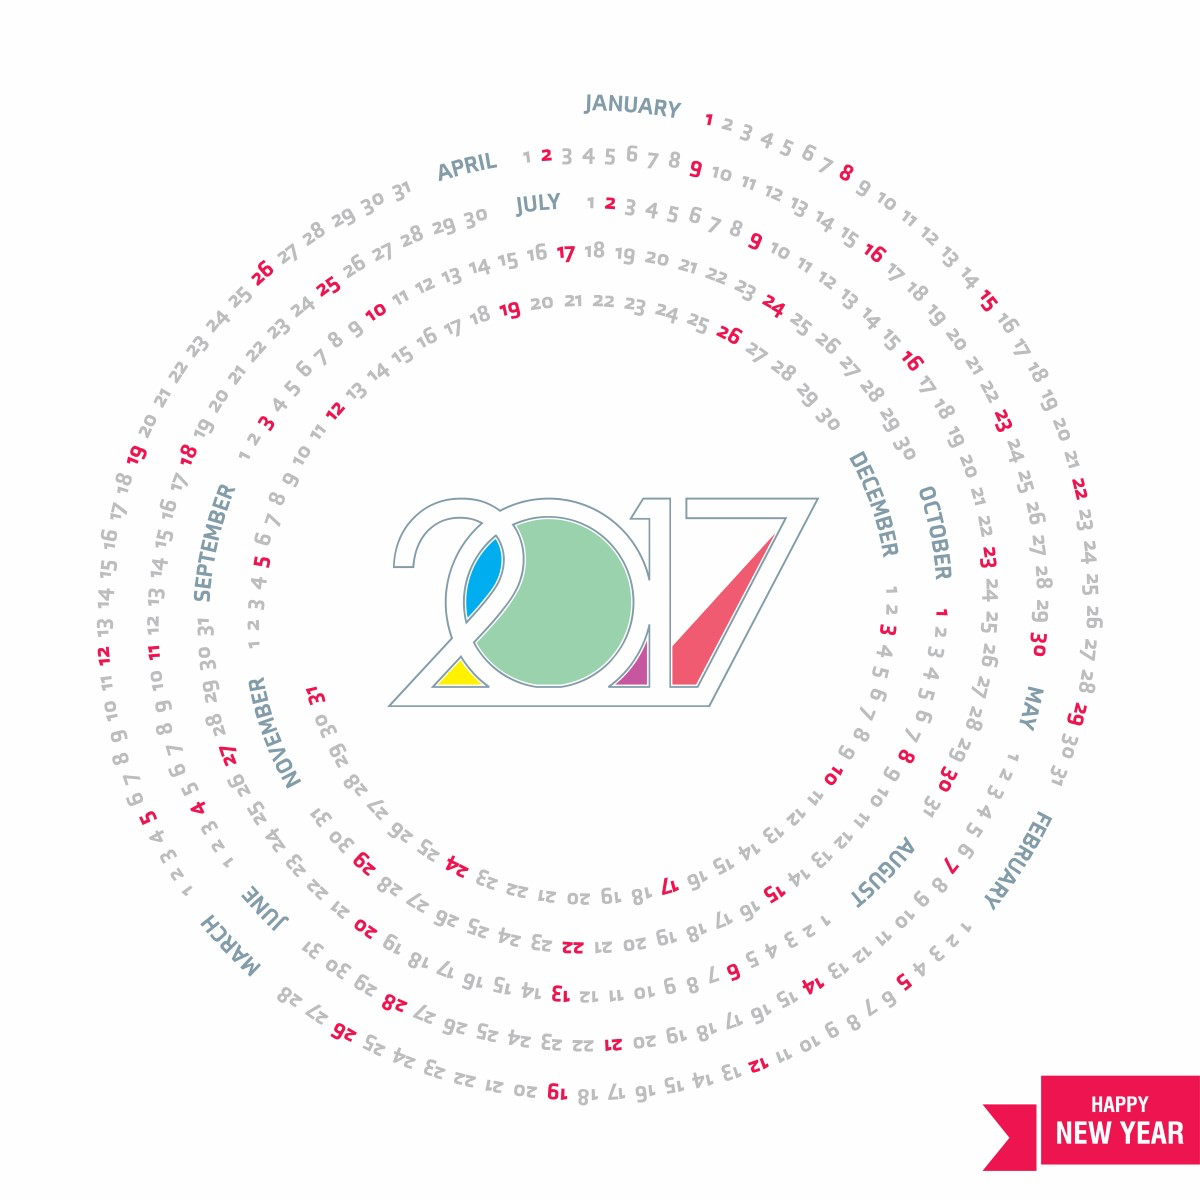 JANUARY 1 2 3 4 5 6 7 8 9 10 11 12 13 14 15 16 17 18 19 20 21 22 23 24 25 26 27 28 29 30 31
FEBRUARY 1 2 3 4 5 6 7 8 9 10 11 12 13 14 15 16 17 18 19 20 21 22 23 24 25 26 27 28
MARCH 1 2 3 4 5 6 7 8 9 10 11 12 13 14 15 16 17 18 19 20 21 22 23 24 25 26 27 28 29 30 31
APRIL 1 2 3 4 5 6 7 8 9 10 11 12 13 14 15 16 17 18 19 20 21 22 23 24 25 26 27 28 29 30
MAY 1 2 3 4 5 6 7 8 9 10 11 12 13 14 15 16 17 18 19 20 21 22 23 24 25 26 27 28 29 30 31
JUNE 1 2 3 4 5 6 7 8 9 10 11 12 13 14 15 16 17 18 19 20 21 22 23 24 25 26 27 28 29 30
JULY 1 2 3 4 5 6 7 8 9 10 11 12 13 14 15 16 17 18 19 20 21 22 23 24 25 26 27 28 29 30 31
AUGUST 1 2 3 4 5 6 7 8 9 10 11 12 13 14 15 16 17 18 19 20 21 22 23 24 25 26 27 28 29 30 31
SEPTEMBER 1 2 3 4 5 6 7 8 9 10 11 12 13 14 15 16 17 18 19 20 21 22 23 24 25 26 27 28 29 30
OCTOBER 1 2 3 4 5 6 7 8 9 10 11 12 13 14 15 16 17 18 19 20 21 22 23 24 25 26 27 28 29 30 31
NOVEMBER 1 2 3 4 5 6 7 8 9 10 11 12 13 14 15 16 17 18 19 20 21 22 23 24 25 26 27 28 29 30
DECEMBER 1 2 3 4 5 6 7 8 9 10 11 12 13 14 15 16 17 18 19 20 21 22 23 24 25 26 27 28 29 30 31
2017
HAPPY
NEW YEAR